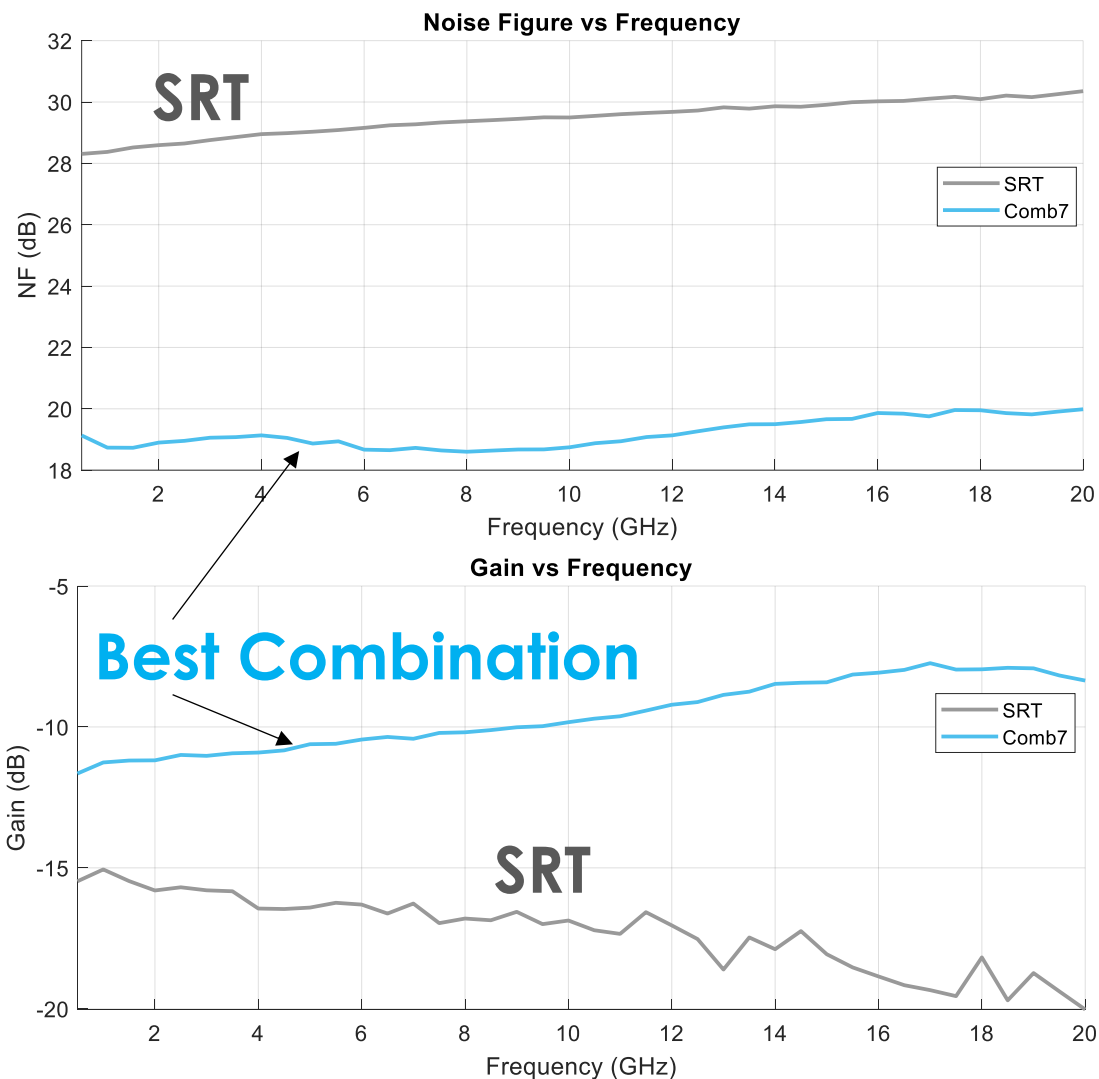 Noise Figure vs Frequency
32
SRT
30
28
SRT
Comb7
26
NF (dB)
24
22
20
18
2 4 6 8 10 12 14 16 18 20
Frequency (GHz)
Gain vs Frequency
-5
Best Combination
SRT
Comb7
-10
Gain (dB)
SRT
-15
-20
2 4 6 8 10 12 14 16 18 20
Frequency (GHz)